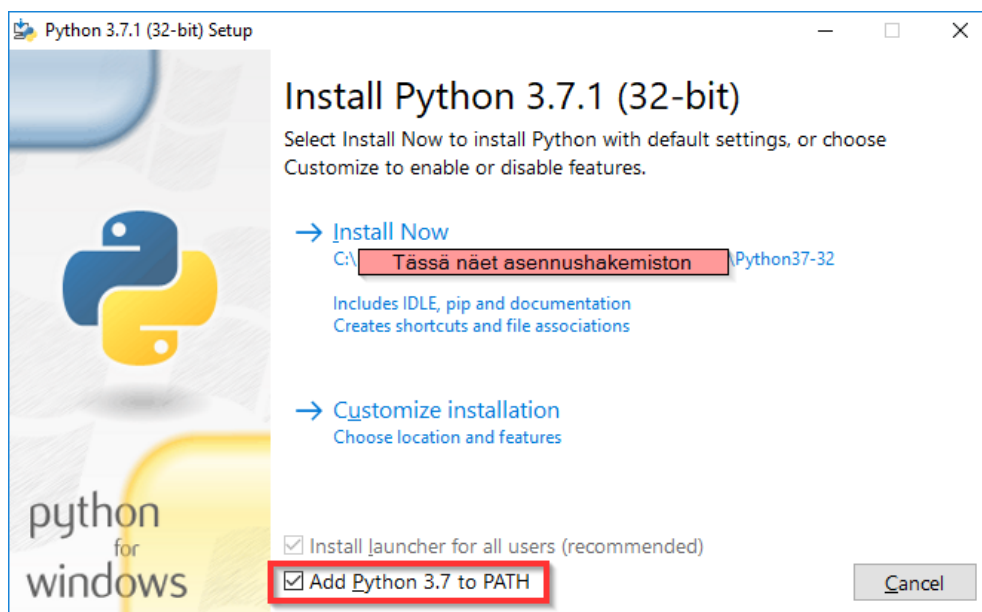 Python 3.7.1 (32-bit) Setup
Install Python 3.7.1 (32-bit)
Select Install Now to install Python with default settings, or choose
Customize to enable or disable features.
Install Now
C:\ Tässä näet asennushakemiston \Python37-32
Includes IDLE, pip and documentation
Creates shortcuts and file associations
Customize installation
Choose location and features
python
for
windows
Install launcher for all users (recommended)
Add Python 3.7 to PATH
Cancel